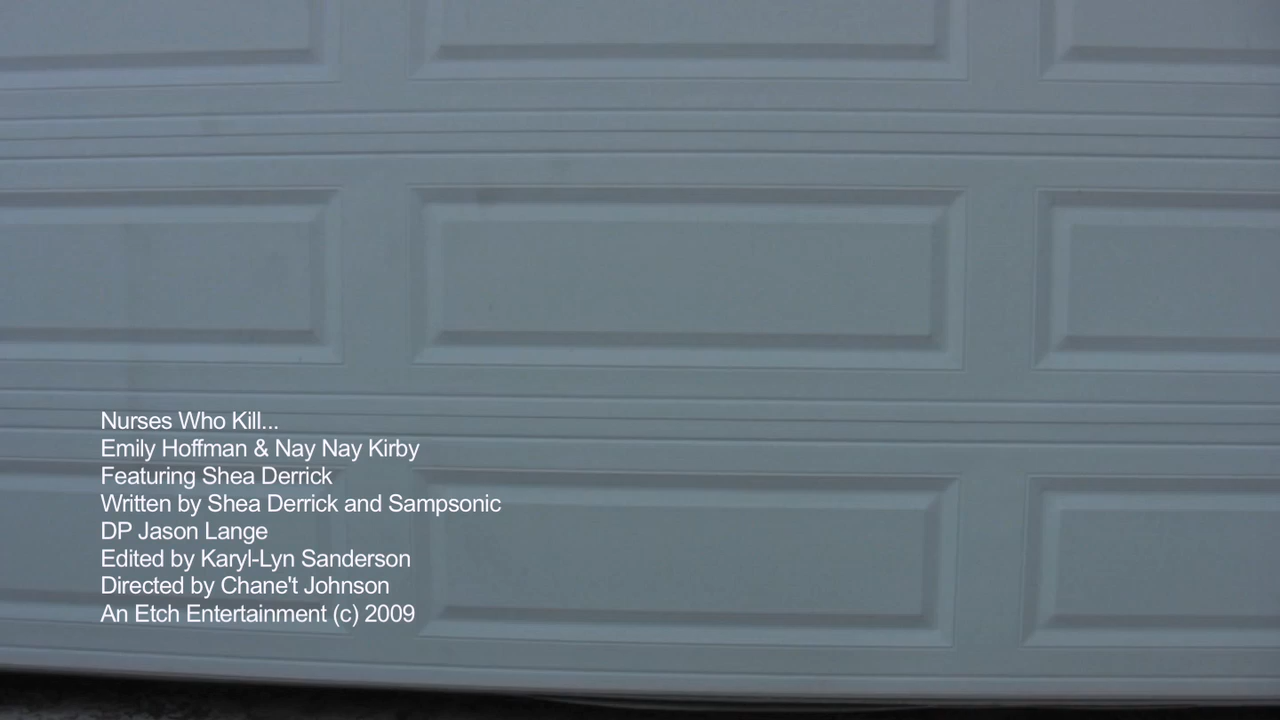 Nurses Who Kill...
Emily Hoffman & Nay Nay Kirby
Featuring Shea Derrick
Written by Shea Derrick and Sampsonic
DP Jason Lange
Edited by Karyl-Lyn Sanderson
Directed by Chane't Johnson
An Etch Entertainment (c) 2009